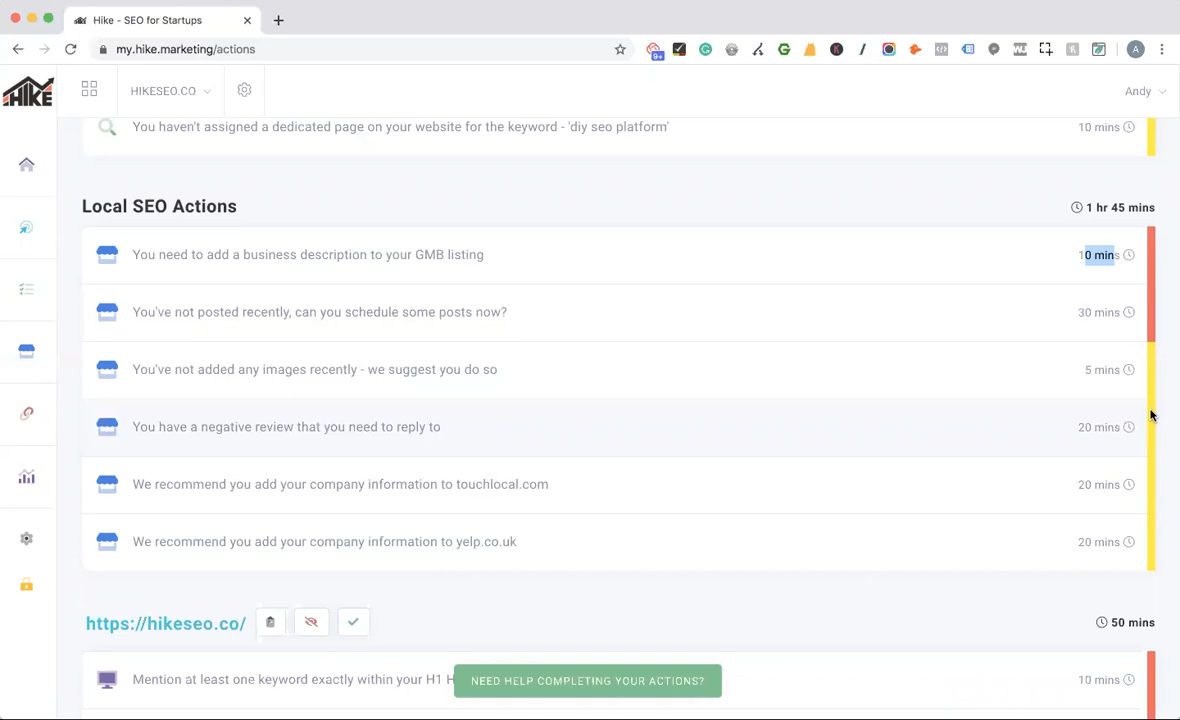 Hike - SEO for Startups
my.hike.marketing/actions
9+
A
HIKE
HIKESEO.CO
Andy
You haven't assigned a dedicated page on your website for the keyword - 'diy seo platform'
10 mins
Local SEO Actions
1 hr 45 mins
You need to add a business description to your GMB listing
10 mins
You've not posted recently, can you schedule some posts now?
30 mins
You've not added any images recently - we suggest you do so
5 mins
You have a negative review that you need to reply to
20 mins
We recommend you add your company information to touchlocal.com
20 mins
We recommend you add your company information to yelp.co.uk
20 mins
https://hikeseo.co/
50 mins
Mention at least one keyword exactly within your H1 H
10 mins
NEED HELP COMPLETING YOUR ACTIONS?